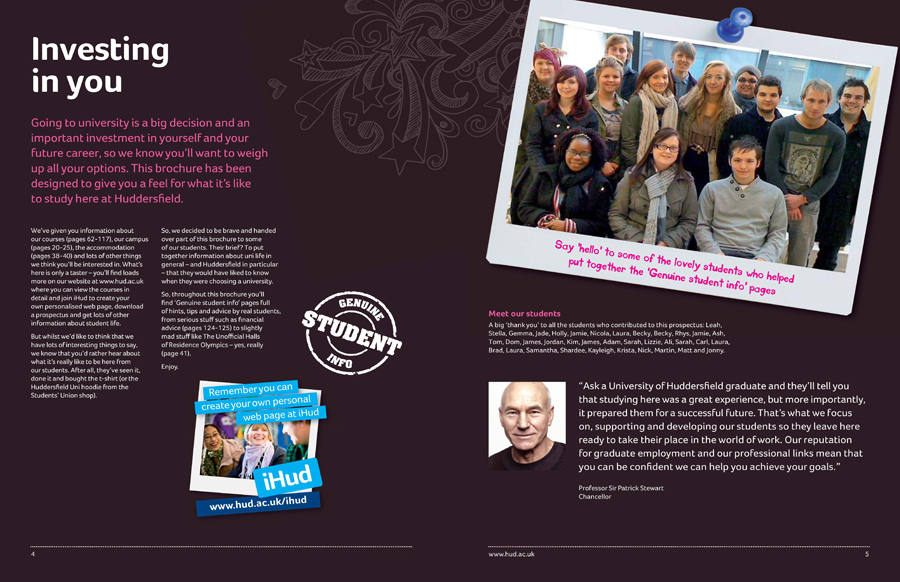 Investing
in you
Going to university is a big decision and an
important investment in yourself and your
future career, so we know you'll want to weigh
up all your options. This brochure has been
designed to give you a feel for what it's like
to study here at Huddersfield.
We've given you information about
our courses (pages 62-117), our campus
(pages 20-25), the accommodation
(pages 38-40) and lots of other things
we think you'll be interested in. What's
here is only a taster – you'll find loads
more on our website at www.hud.ac.uk
where you can view the courses in
detail and join iHud to create your
own personalised web page, download
a prospectus and get lots of other
information about student life.
But whilst we'd like to think that we
have lots of interesting things to say,
we know that you'd rather hear about
what it's really like to be here from
our students. After all, they've seen it,
done it and bought the t-shirt (or the
Huddersfield Uni hoodie from the
Students' Union shop).
So, we decided to be brave and handed
over part of this brochure to some
of our students. Their brief? To put
together information about uni life in
general – and Huddersfield in particular
– that they would have liked to know
when they were choosing a university.
So, throughout this brochure you'll
find 'Genuine student info' pages full
of hints, tips and advice by real students,
from serious stuff such as financial
advice (pages 124-125) to slightly
mad stuff like The Unofficial Halls
of Residence Olympics – yes, really
(page 41).
Enjoy.
GENUINE
STUDENT
INFO
Remember you can
create your own personal
web page at iHud
iHud
www.hud.ac.uk/ihud
4
Say 'hello' to some of the lovely students who helped
put together the 'Genuine student info' pages
Meet our students
A big 'thank you' to all the students who contributed to this prospectus: Leah,
Stella, Gemma, Jade, Holly, Jamie, Nicola, Laura, Becky, Becky, Rhys, Jamie, Ash,
Tom, Dom, James, Jordan, Kim, James, Adam, Sarah, Lizzie, Ali, Sarah, Carl, Laura,
Brad, Laura, Samantha, Shardee, Kayleigh, Krista, Nick, Martin, Matt and Jonny.
"Ask a University of Huddersfield graduate and they'll tell you
that studying here was a great experience, but more importantly,
it prepared them for a successful future. That's what we focus
on, supporting and developing our students so they leave here
ready to take their place in the world of work. Our reputation
for graduate employment and our professional links mean that
you can be confident we can help you achieve your goals."
Professor Sir Patrick Stewart
Chancellor
www.hud.ac.uk
5